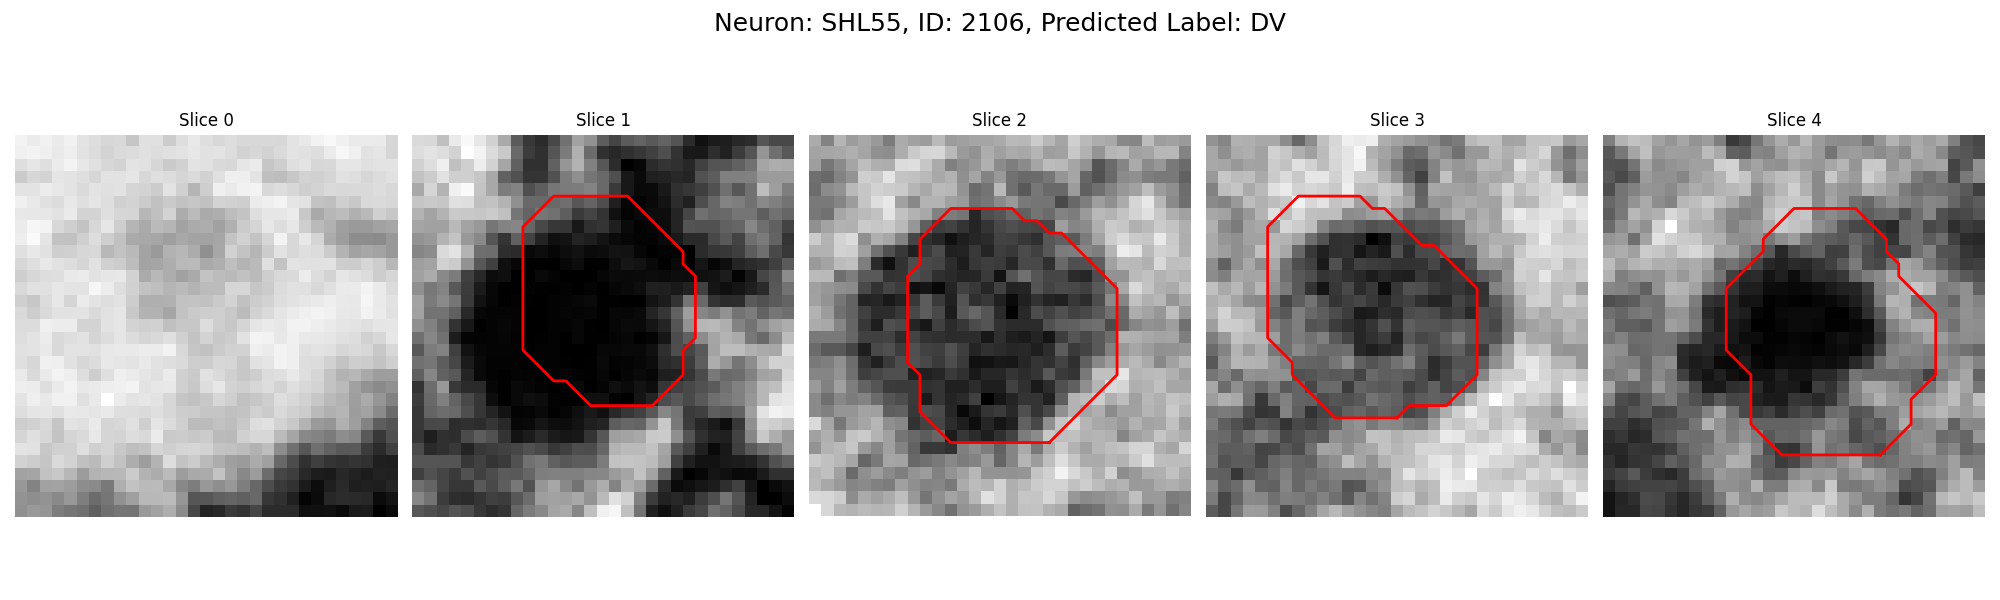 Neuron: SHL55, ID: 2106, Predicted Label: DV
Slice 0
Slice 1
Slice 2
Slice 3
Slice 4